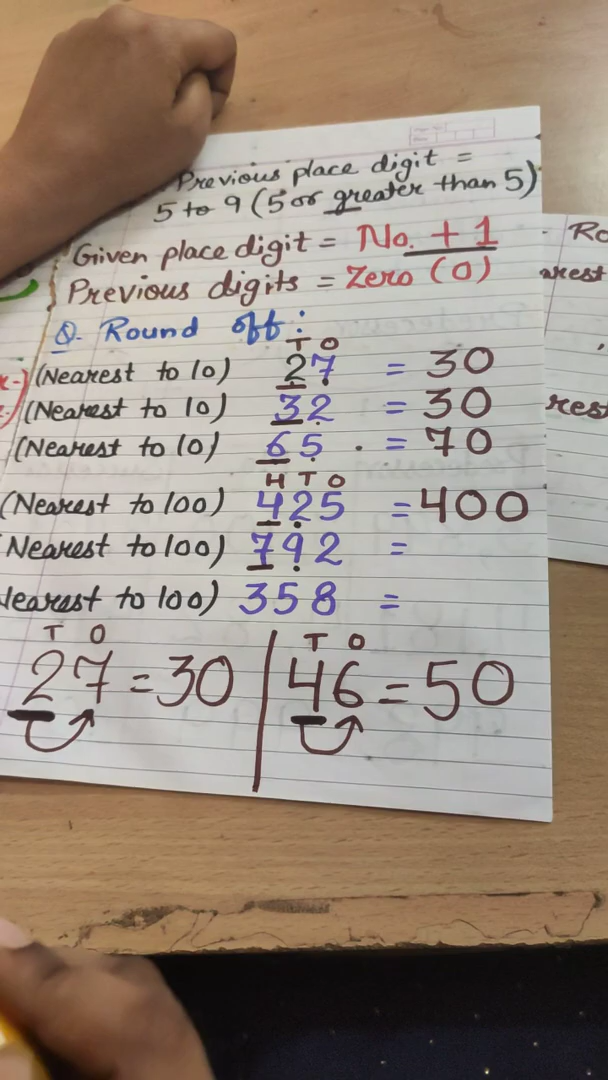 Previous place digit =
5 to 9 (5 or greater than 5)
Given place digit = No. + 1
Previous digits = Zero (0)
Q. Round off:
T O
(Nearest to 10) 27 = 30
(Nearest to 10) 32 = 30
(Nearest to 10) 65 . = 70
H T O
(Nearest to 100) 425 = 400
Nearest to 100) 792 =
Nearest to 100) 358 =
T O
27 = 30
T O
46 = 50